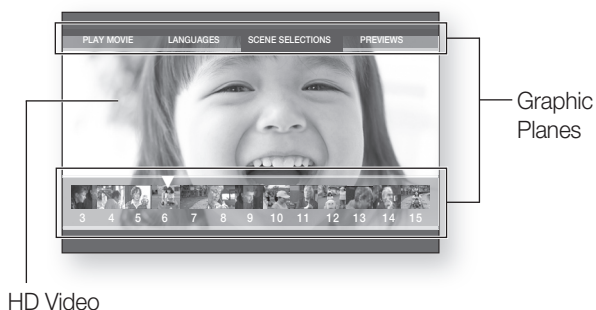 PLAY MOVIE LANGUAGES SCENE SELECTIONS PREVIEWS
Graphic
Planes
3 4 5 6 7 8 9 10 11 12 13 14 15
HD Video